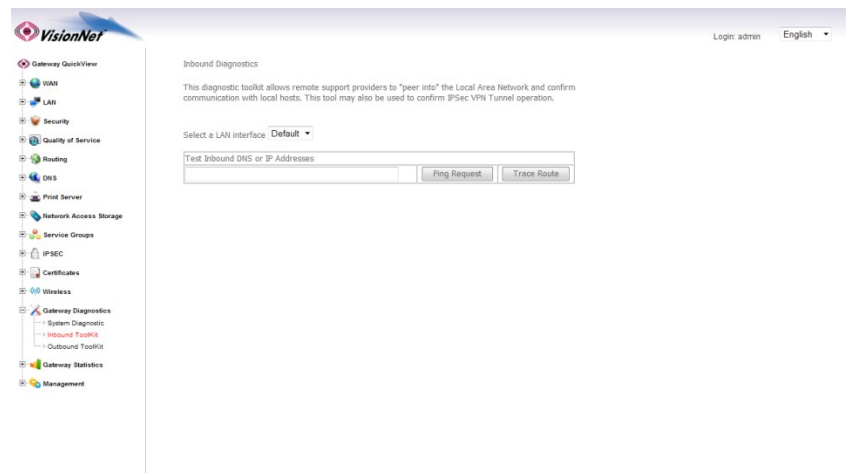 VisionNet
Login: admin
English
Gateway QuickView
WAN
LAN
Security
Quality of Service
Routing
DNS
Print Server
Network Access Storage
Service Groups
IPSEC
Certificates
Wireless
Gateway Diagnostics
System Diagnostic
Inbound ToolKit
Outbound ToolKit
Gateway Statistics
Management
Inbound Diagnostics
This diagnostic toolkit allows remote support providers to "peer into" the Local Area Network and confirm
communication with local hosts. This tool may also be used to confirm IPSec VPN Tunnel operation.
Select a LAN interface Default
Test Inbound DNS or IP Addresses
Ping Request Trace Route